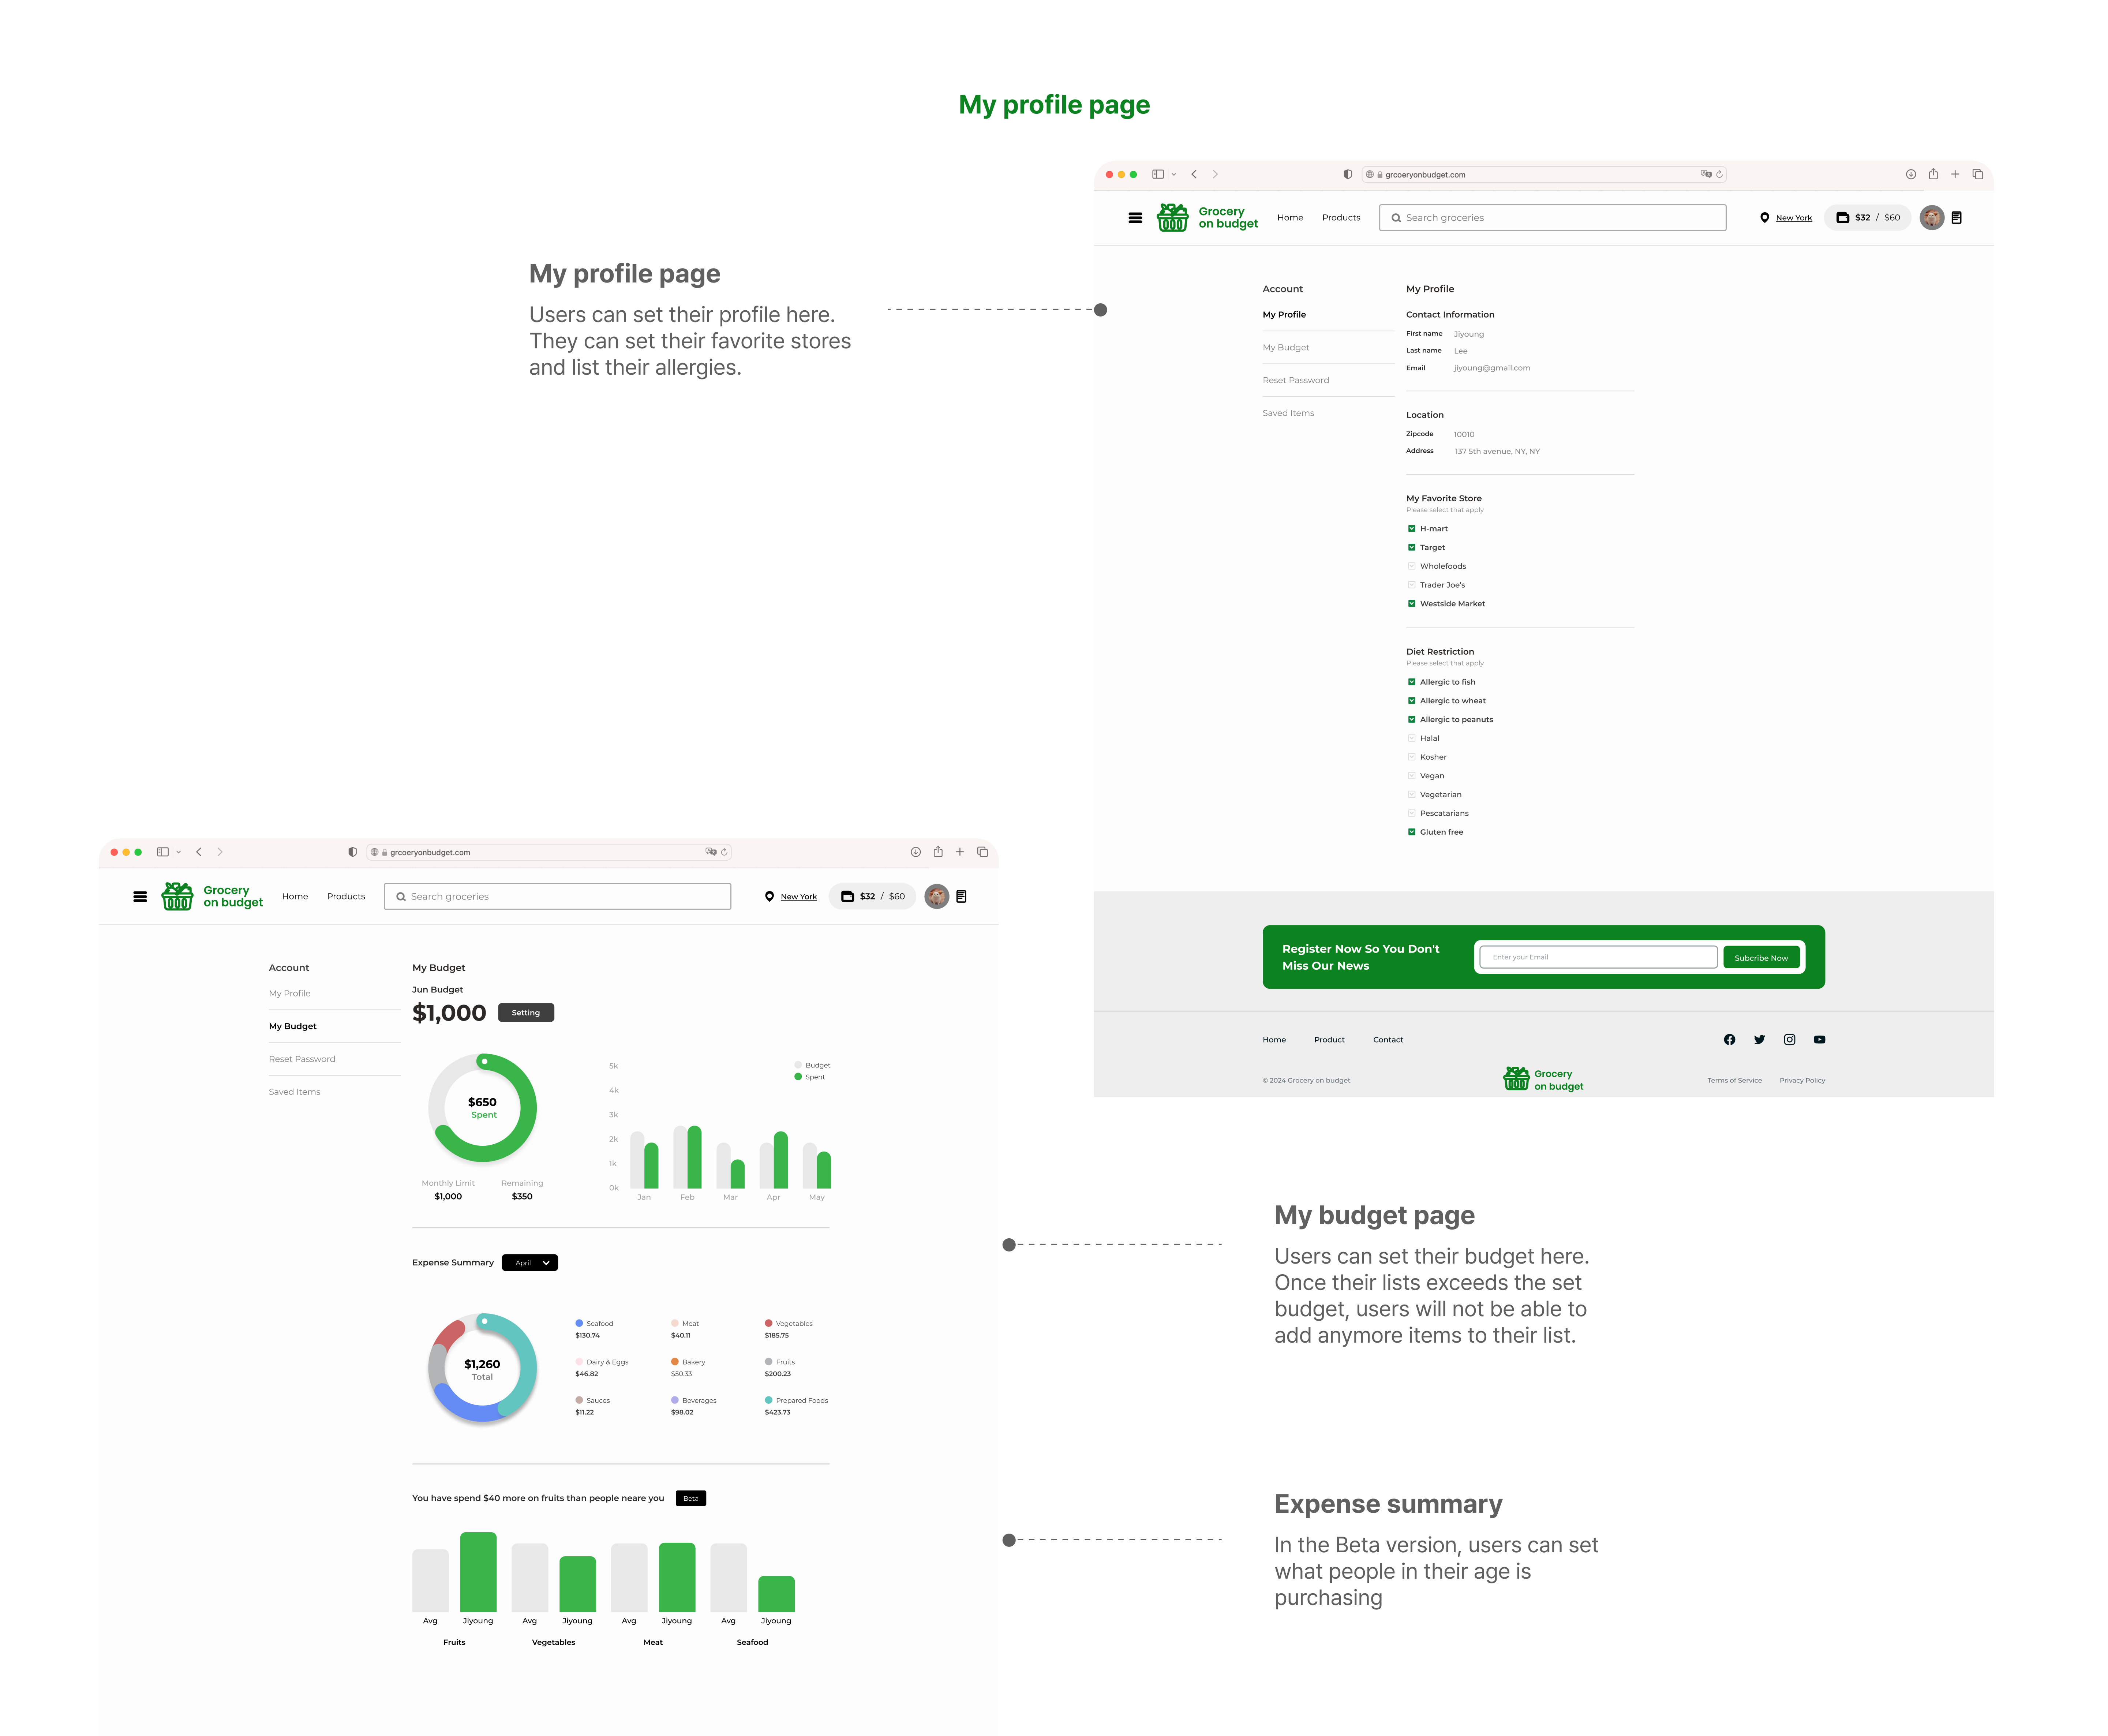 My profile page
My profile page
Users can set their profile here.
They can set their favorite stores
and list their allergies.
grcoeryonbudget.com
Grocery
on budget
Home
Products
Search groceries
New York
$32 / $60
Account
My Profile
My Budget
Reset Password
Saved Items
My Profile
Contact Information
First name Jiyoung
Last name Lee
Email jiyoung@gmail.com
Location
Zipcode 10010
Address 137 5th avenue, NY, NY
My Favorite Store
Please select that apply
H-mart
Target
Wholefoods
Trader Joe's
Westside Market
Diet Restriction
Please select that apply
Allergic to fish
Allergic to wheat
Allergic to peanuts
Halal
Kosher
Vegan
Vegetarian
Pescatarians
Gluten free
Register Now So You Don't
Miss Our News
Enter your Email
Subcribe Now
Home
Product
Contact
© 2024 Grocery on budget
Grocery
on budget
Terms of Service
Privacy Policy
grcoeryonbudget.com
Grocery
on budget
Home
Products
Search groceries
New York
$32 / $60
Account
My Profile
My Budget
Reset Password
Saved Items
My Budget
Jun Budget
$1,000
Setting
$650
Spent
Monthly Limit
$1,000
Remaining
$350
Budget
Spent
5k
4k
3k
2k
1k
0k
Jan
Feb
Mar
Apr
May
Expense Summary
April
$1,260
Total
Seafood
$130.74
Meat
$40.11
Vegetables
$185.75
Dairy & Eggs
$46.82
Bakery
$50.33
Fruits
$200.23
Sauces
$11.22
Beverages
$98.02
Prepared Foods
$423.73
You have spend $40 more on fruits than people neare you
Beta
Avg
Jiyoung
Avg
Jiyoung
Avg
Jiyoung
Avg
Jiyoung
Fruits
Vegetables
Meat
Seafood
My budget page
Users can set their budget here.
Once their lists exceeds the set
budget, users will not be able to
add anymore items to their list.
Expense summary
In the Beta version, users can set
what people in their age is
purchasing